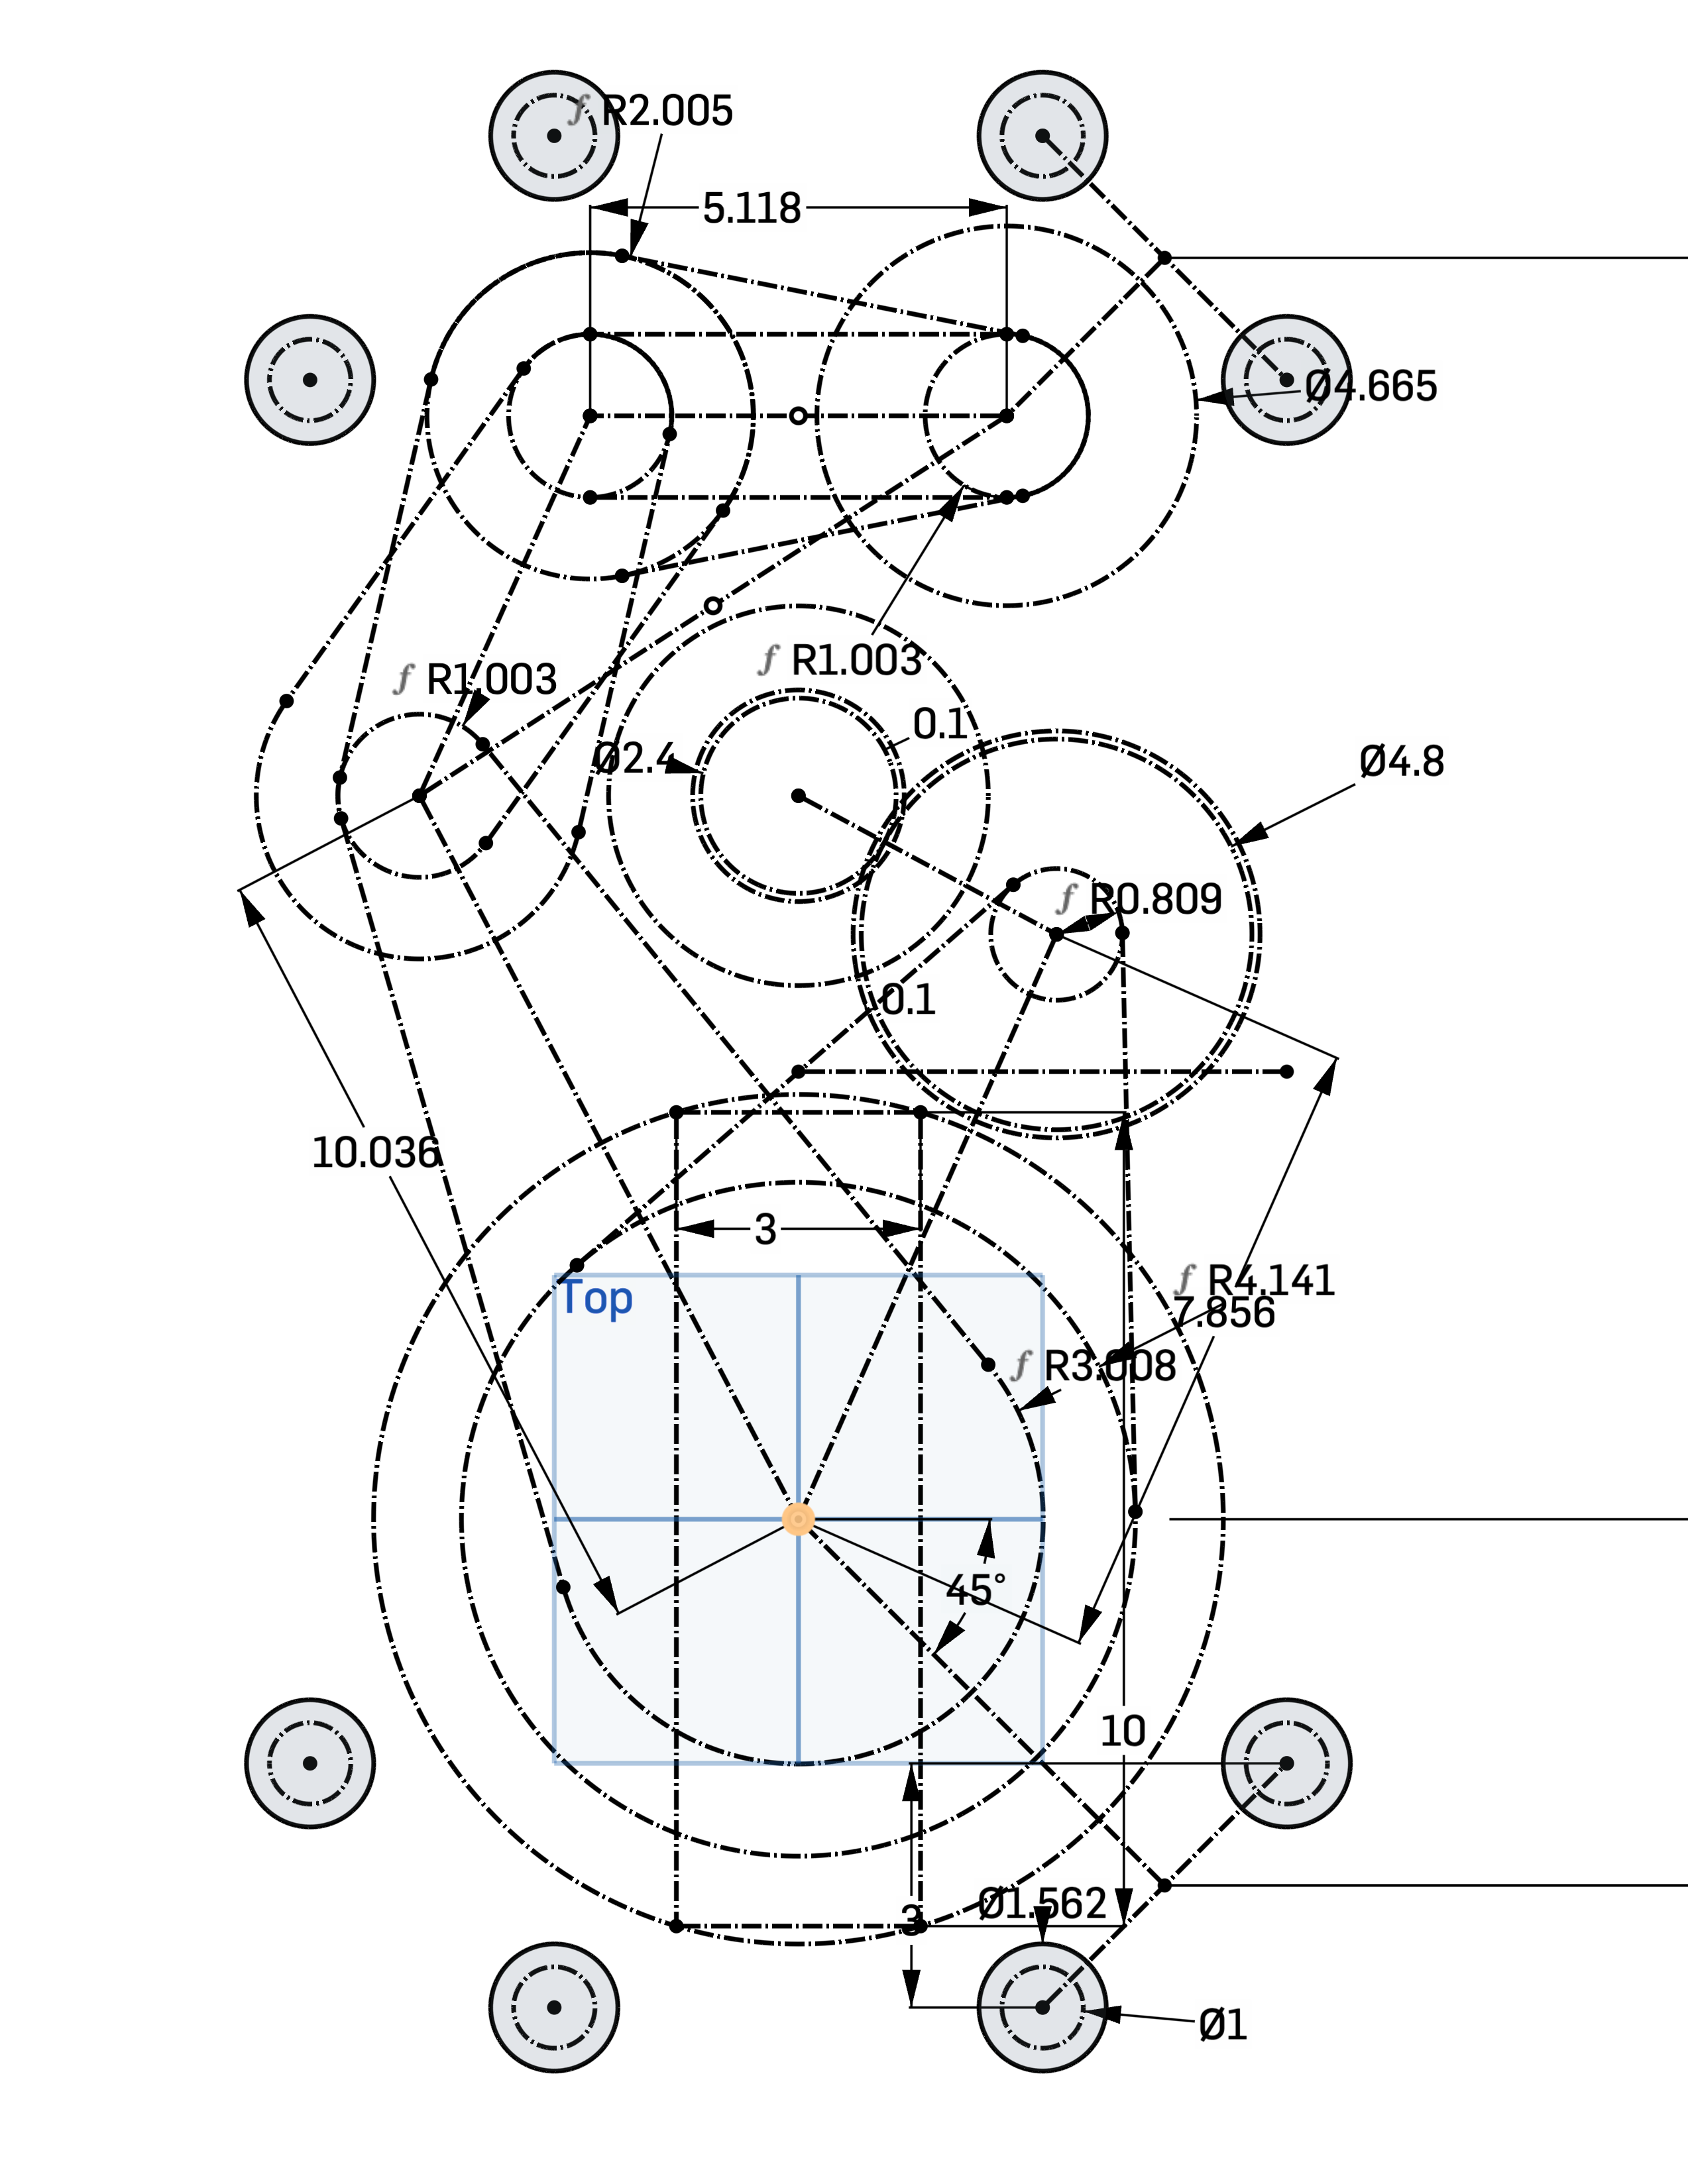 ƒ R2.005
5.118
Ø4.665
ƒ R1.003
ƒ R1.003
0.1
Ø2.4
Ø4.8
ƒ R0.809
0.1
10.036
3
ƒ R4.141
Top
7.856
ƒ R3.008
45°
10
Ø1.562
3
Ø1